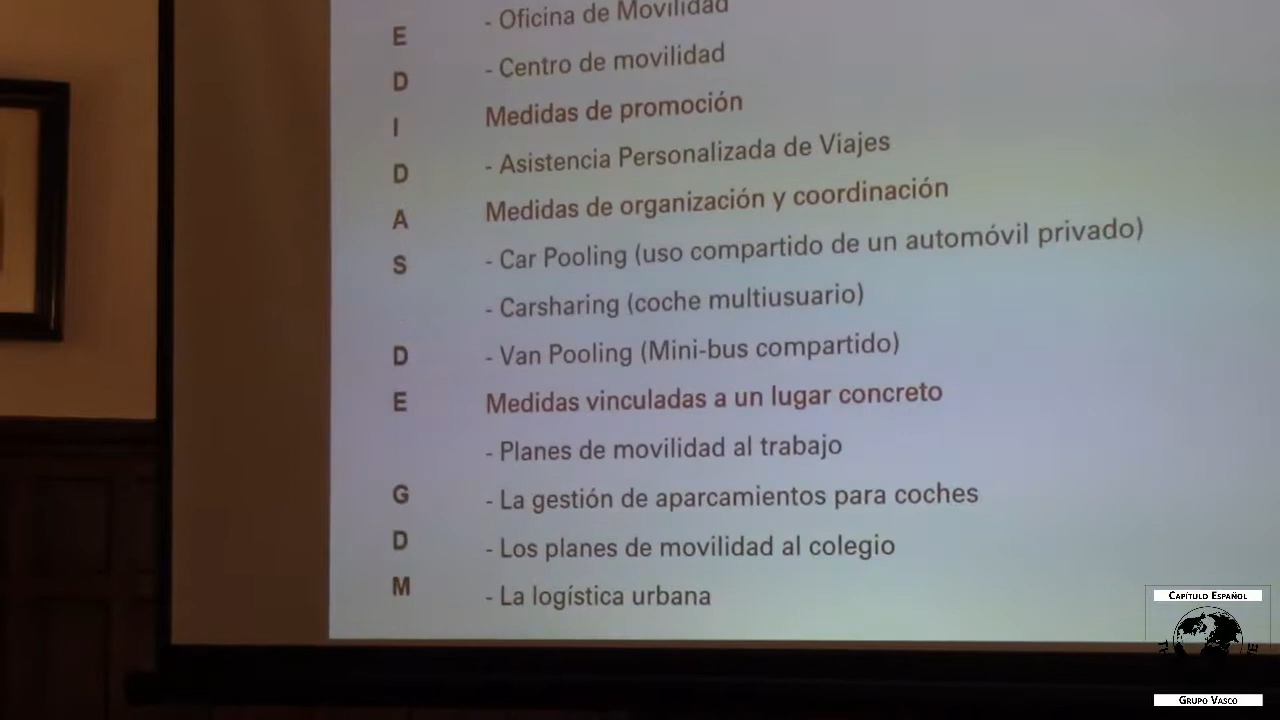 - Oficina de Movilidad
E
- Centro de movilidad
D
Medidas de promoción
I
- Asistencia Personalizada de Viajes
D
Medidas de organización y coordinación
A
- Car Pooling (uso compartido de un automóvil privado)
S
- Carsharing (coche multiusuario)
D
- Van Pooling (Mini-bus compartido)
E
Medidas vinculadas a un lugar concreto
- Planes de movilidad al trabajo
G
- La gestión de aparcamientos para coches
D
- Los planes de movilidad al colegio
M
- La logística urbana
CAPÍTULO ESPAÑOL
GRUPO VASCO